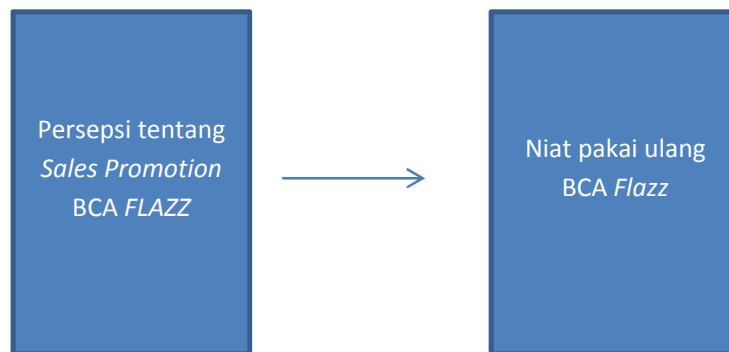 Persepsi tentang
Sales Promotion
BCA FLAZZ
Niat pakai ulang
BCA Flazz